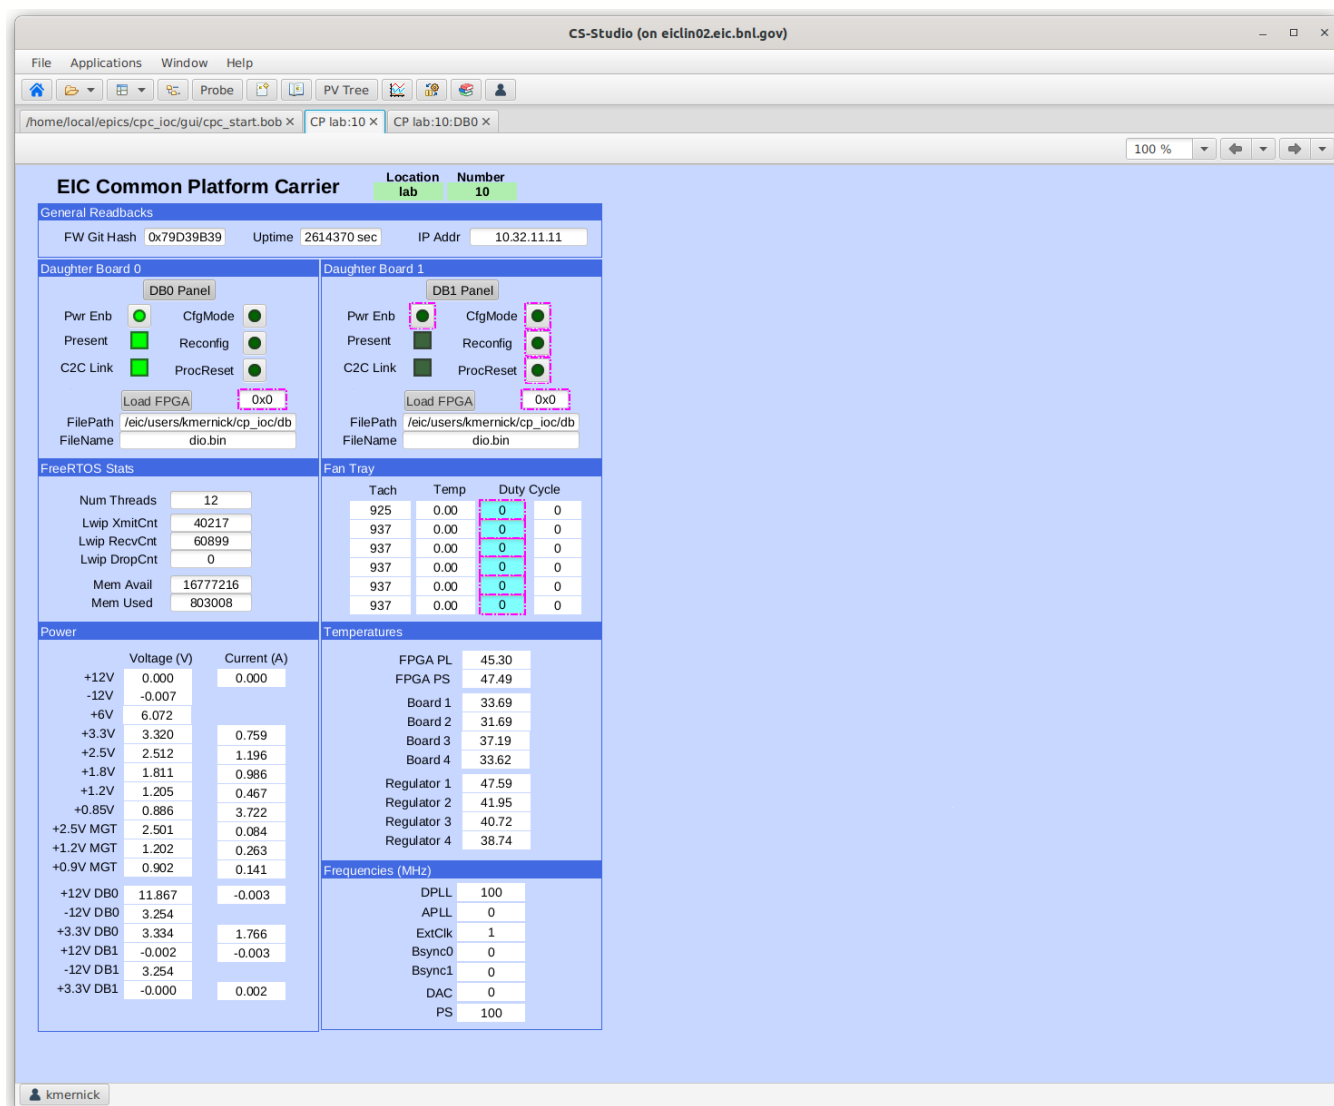 CS-Studio (on eiclin02.eic.bnl.gov)
File Applications Window Help
Probe PV Tree
/home/local/epics/cpc_ioc/gui/cpc_start.bob CP lab:10 CP lab:10:DB0
100 %
EIC Common Platform Carrier
Location Number
lab 10
General Readbacks
FW Git Hash 0x79D39B39 Uptime 2614370 sec IP Addr 10.32.11.11
Daughter Board 0
DB0 Panel
Pwr Enb CfgMode
Present Reconfig
C2C Link ProcReset
Load FPGA 0x0
FilePath /eic/users/kmernick/cp_ioc/db
FileName dio.bin
Daughter Board 1
DB1 Panel
Pwr Enb CfgMode
Present Reconfig
C2C Link ProcReset
Load FPGA 0x0
FilePath /eic/users/kmernick/cp_ioc/db
FileName dio.bin
FreeRTOS Stats
Num Threads 12
Lwip XmitCnt 40217
Lwip RecvCnt 60899
Lwip DropCnt 0
Mem Avail 16777216
Mem Used 803008
Fan Tray
Tach Temp Duty Cycle
925 0.00 0 0
937 0.00 0 0
937 0.00 0 0
937 0.00 0 0
937 0.00 0 0
937 0.00 0 0
Power
Voltage (V) Current (A)
+12V 0.000 0.000
-12V -0.007
+6V 6.072
+3.3V 3.320 0.759
+2.5V 2.512 1.196
+1.8V 1.811 0.986
+1.2V 1.205 0.467
+0.85V 0.886 3.722
+2.5V MGT 2.501 0.084
+1.2V MGT 1.202 0.263
+0.9V MGT 0.902 0.141
+12V DB0 11.867 -0.003
-12V DB0 3.254
+3.3V DB0 3.334 1.766
+12V DB1 -0.002 -0.003
-12V DB1 3.254
+3.3V DB1 -0.000 0.002
Temperatures
FPGA PL 45.30
FPGA PS 47.49
Board 1 33.69
Board 2 31.69
Board 3 37.19
Board 4 33.62
Regulator 1 47.59
Regulator 2 41.95
Regulator 3 40.72
Regulator 4 38.74
Frequencies (MHz)
DPLL 100
APLL 0
ExtClk 1
Bsync0 0
Bsync1 0
DAC 0
PS 100
kmernick